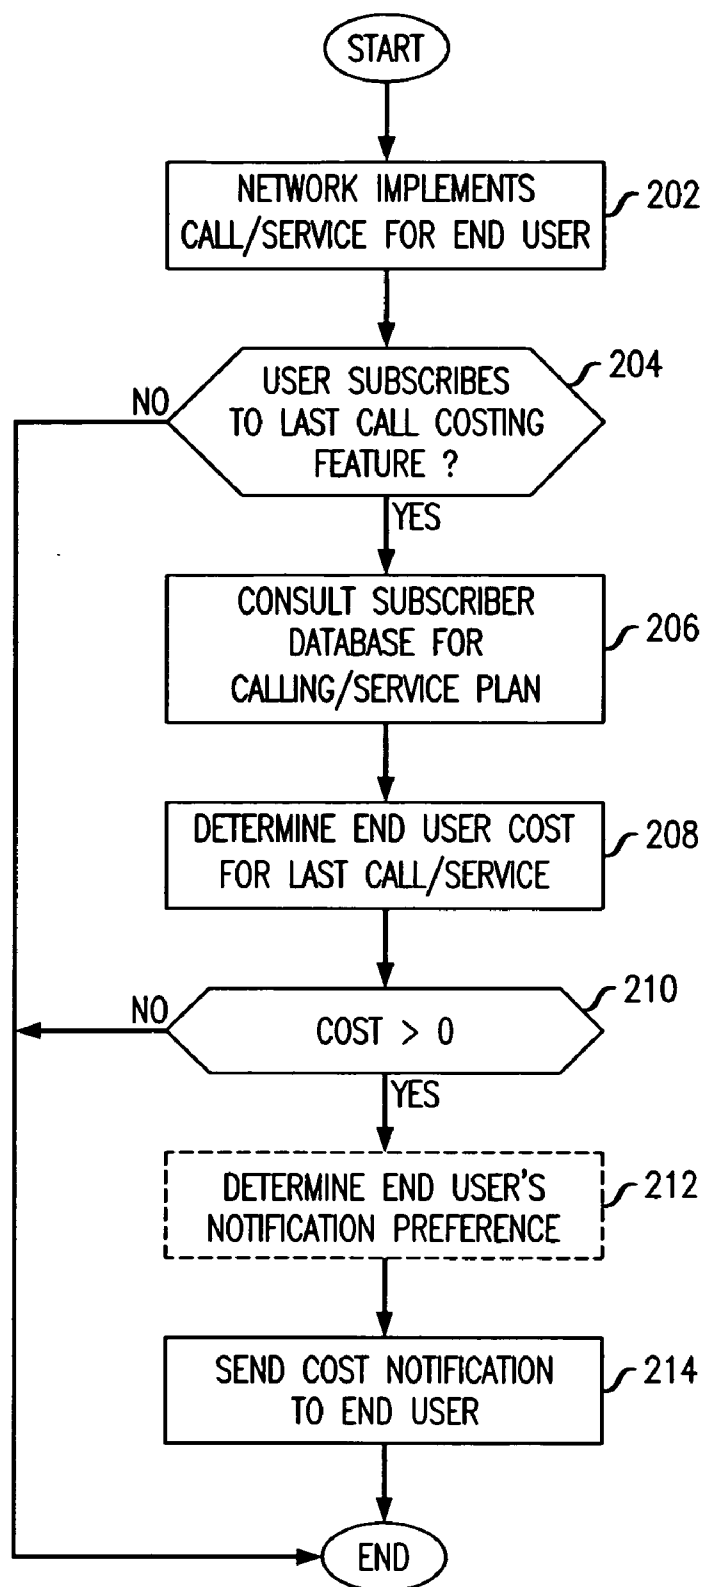 START
NETWORK IMPLEMENTS
CALL/SERVICE FOR END USER
202
USER SUBSCRIBES
TO LAST CALL COSTING
FEATURE ?
204
NO
YES
CONSULT SUBSCRIBER
DATABASE FOR
CALLING/SERVICE PLAN
206
DETERMINE END USER COST
FOR LAST CALL/SERVICE
208
COST > 0
210
NO
YES
DETERMINE END USER'S
NOTIFICATION PREFERENCE
212
SEND COST NOTIFICATION
TO END USER
214
END